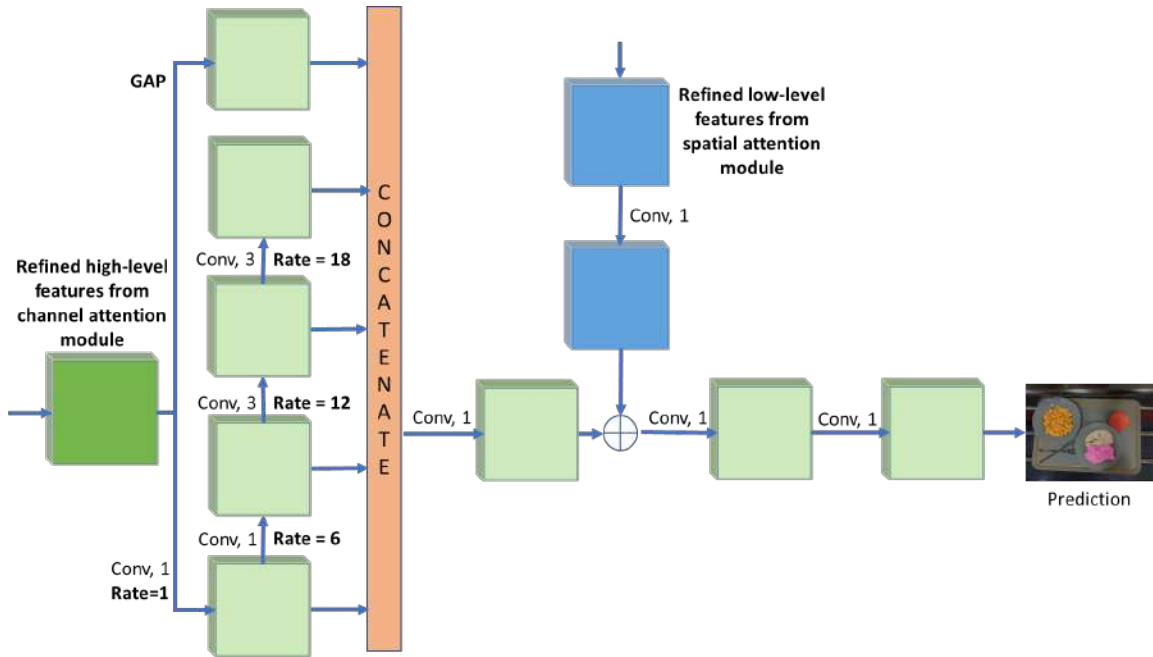 GAP
Refined low-level
features from
spatial attention
module
CONCATENATE
Conv, 1
Conv, 3 Rate = 18
Refined high-level
features from
channel attention
module
Conv, 3 Rate = 12
Conv, 1
Conv, 1
Conv, 1
Prediction
Conv, 1 Rate = 6
Conv, 1
Rate=1